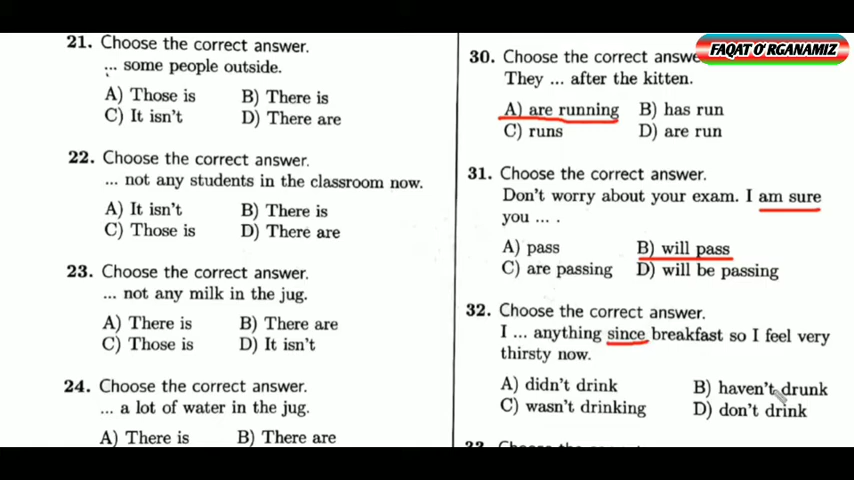 FAQAT O'RGANAMIZ
21. Choose the correct answer.
... some people outside.
A) Those is B) There is
C) It isn't D) There are
22. Choose the correct answer.
... not any students in the classroom now.
A) It isn't B) There is
C) Those is D) There are
23. Choose the correct answer.
... not any milk in the jug.
A) There is B) There are
C) Those is D) It isn't
24. Choose the correct answer.
... a lot of water in the jug.
A) There is B) There are
30. Choose the correct answe
They ... after the kitten.
A) are running B) has run
C) runs D) are run
31. Choose the correct answer.
Don't worry about your exam. I am sure
you ... .
A) pass B) will pass
C) are passing D) will be passing
32. Choose the correct answer.
I ... anything since breakfast so I feel very
thirsty now.
A) didn't drink B) haven't drunk
C) wasn't drinking D) don't drink